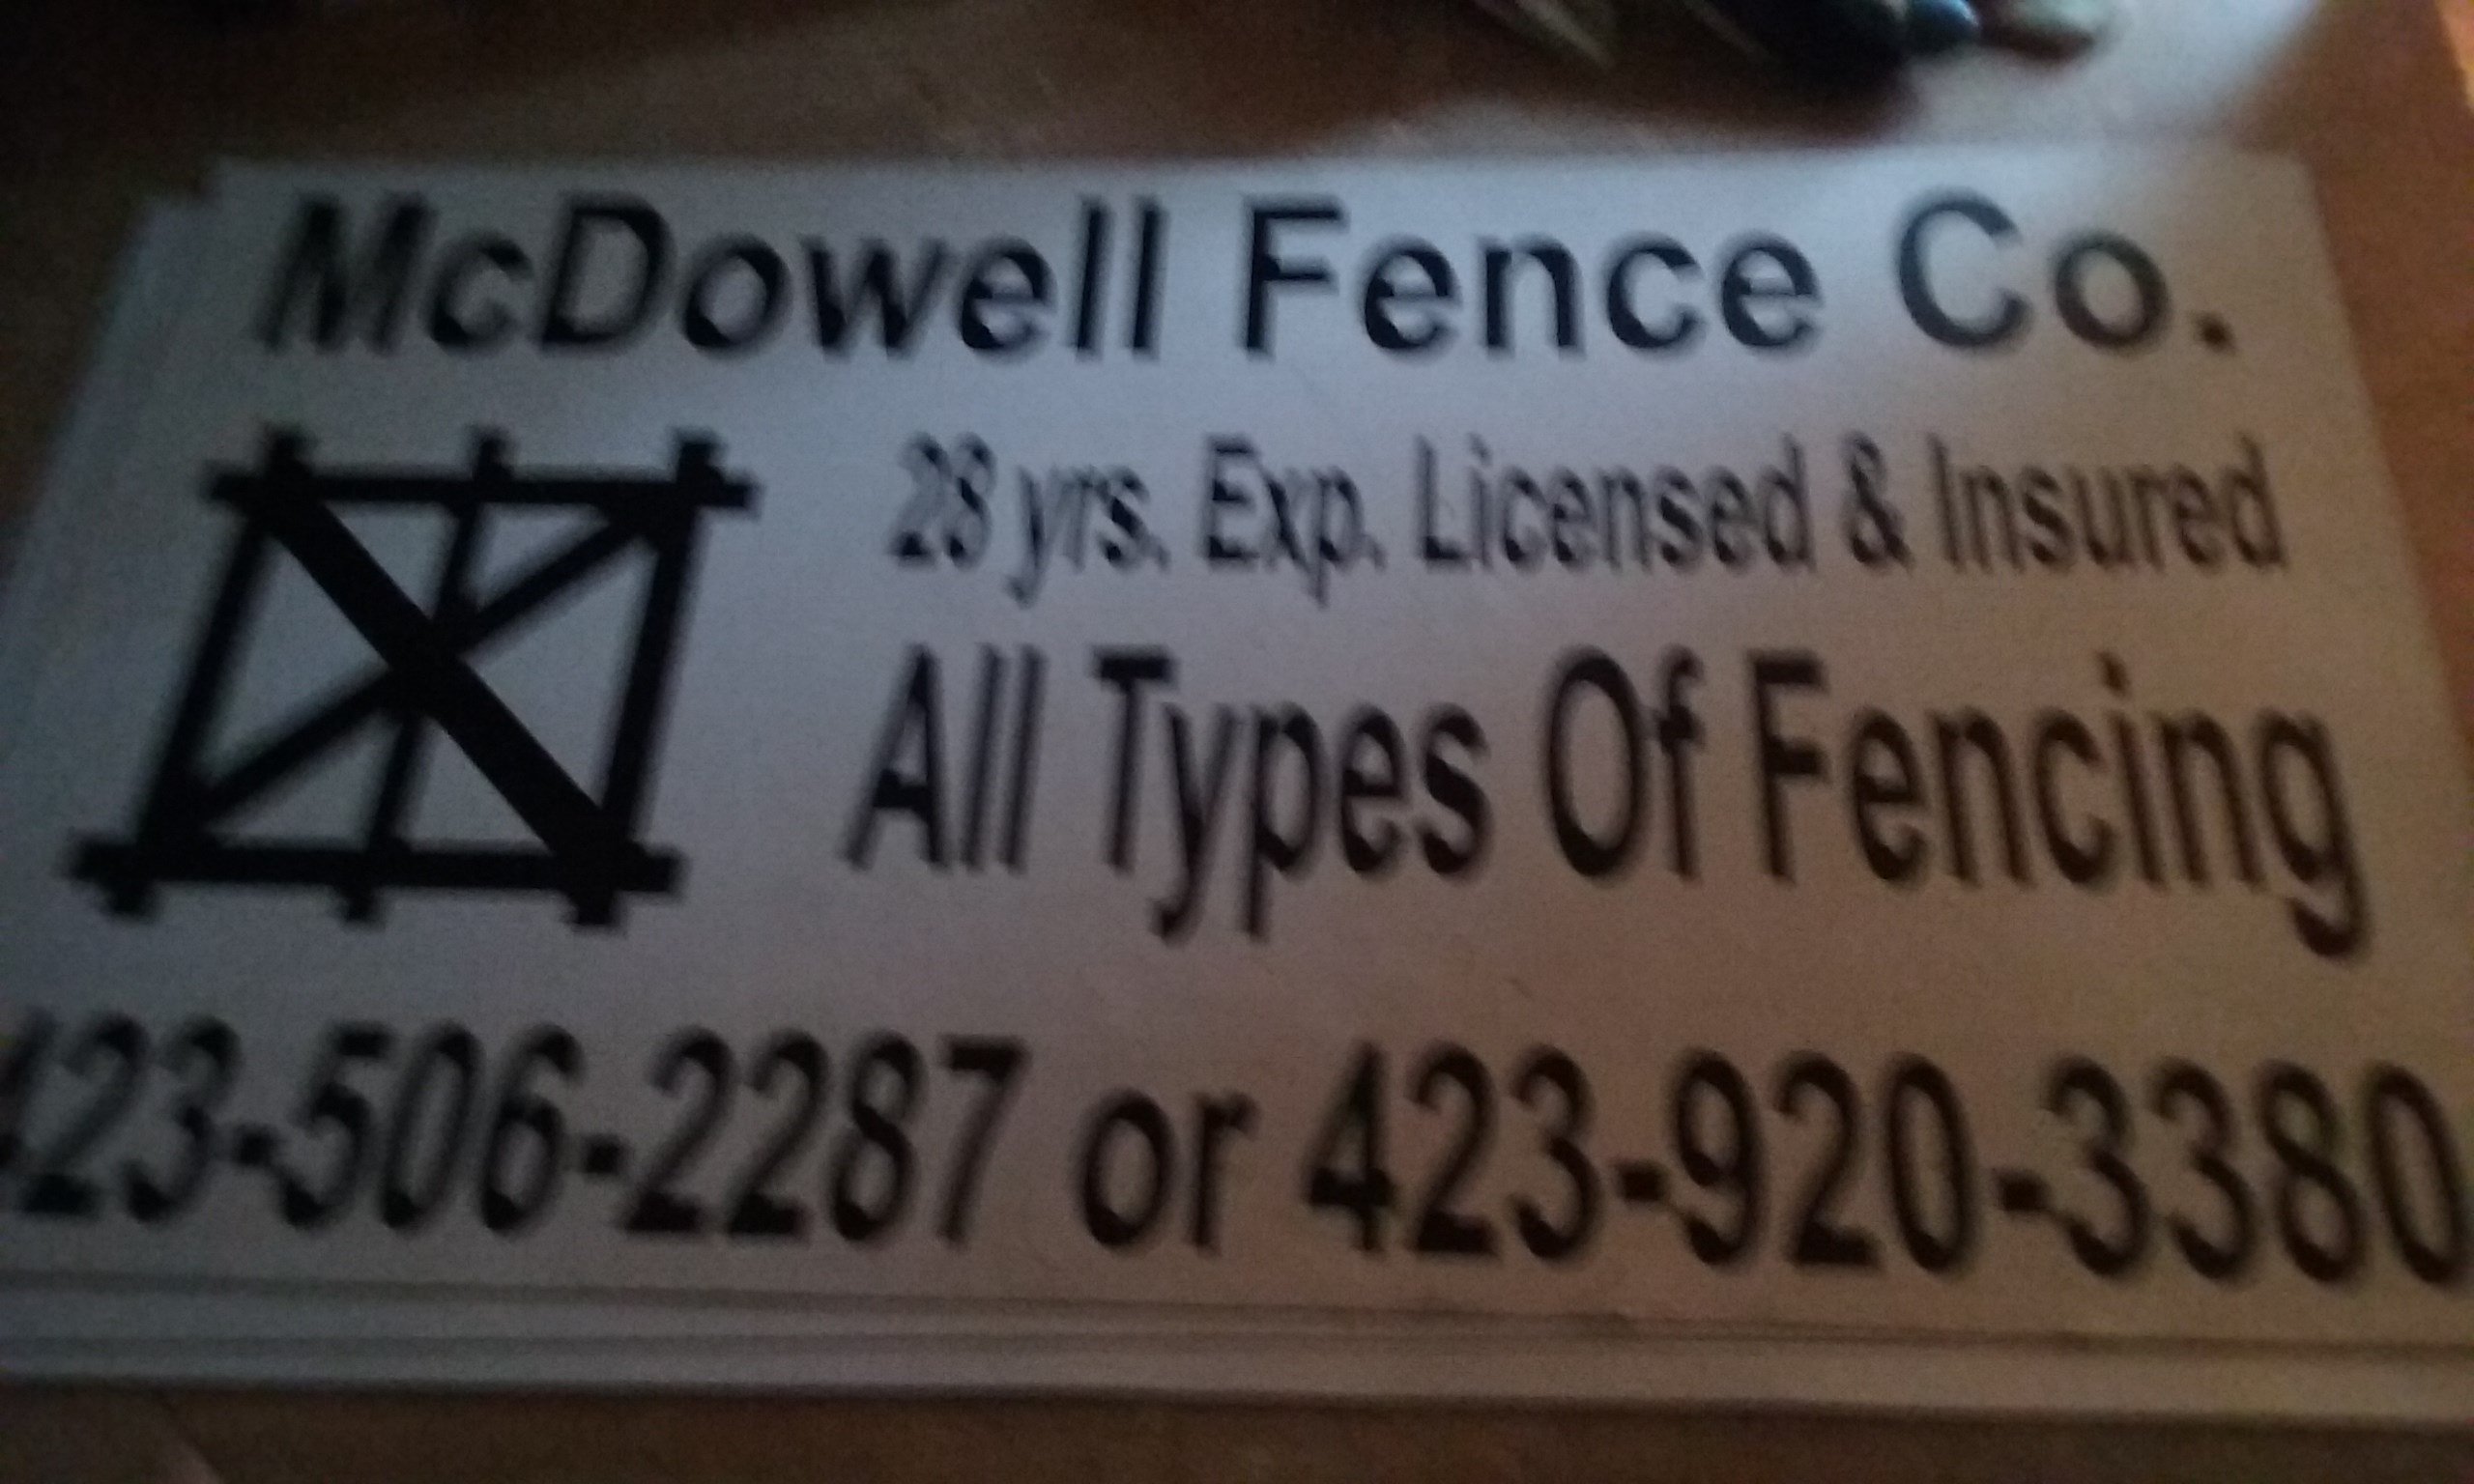 McDowell Fence Co.
28 yrs. Exp. Licensed & Insured
All Types Of Fencing
423-506-2287 or 423-920-3380